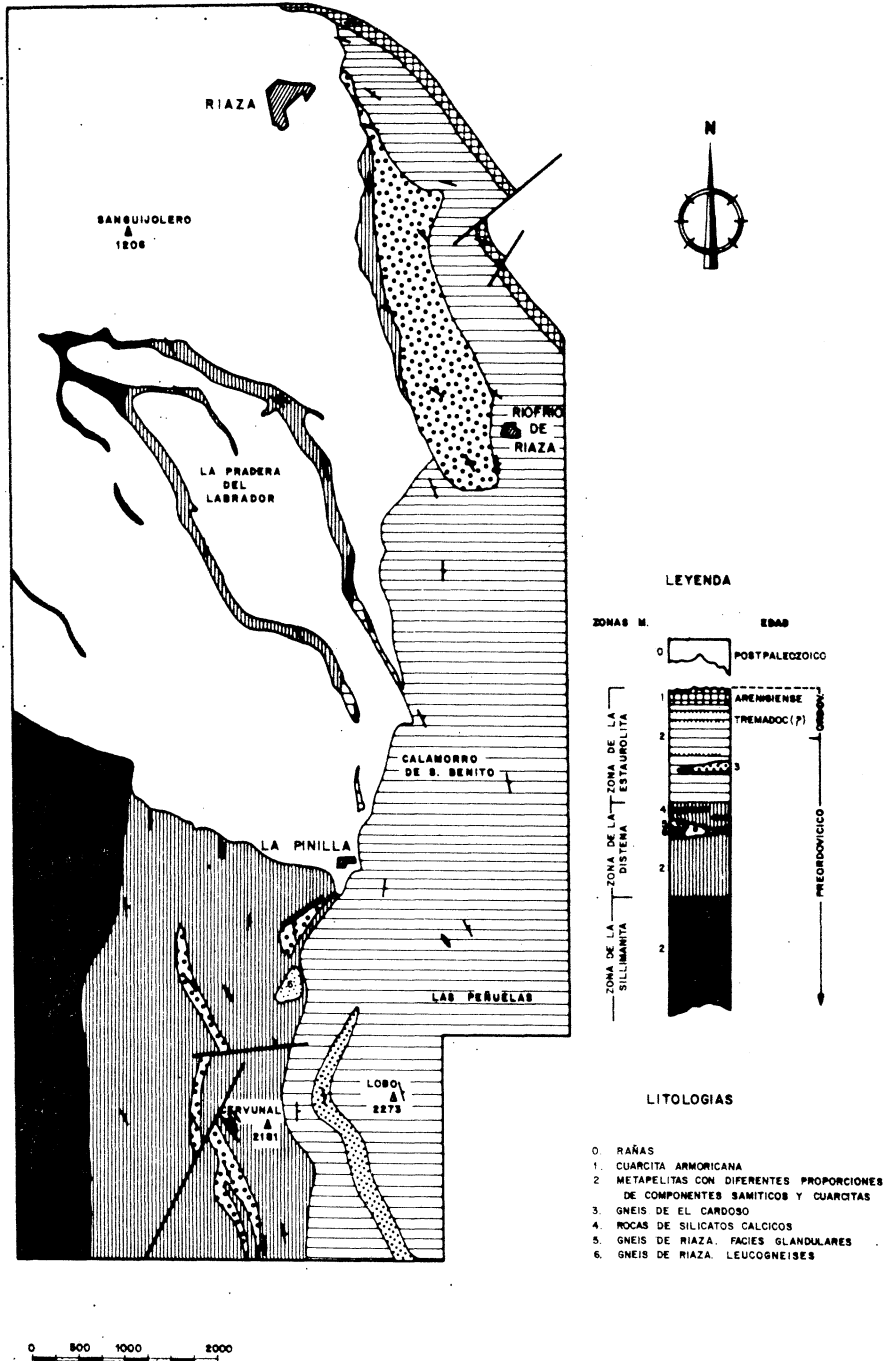 RIAZA
N
SANGUIJOLERO
1206
RIOFRIO
DE
RIAZA
LA PRADERA
DEL
LABRADOR
LEYENDA
ZONAS M.
EDAD
0
POSTPALEOZOICO
1
ARENIGIENSE
TREMADOC (?)
ORDOV.
2
3
ZONA DE LA
ESTAUROLITA
CALAMORRO
DE S. BENITO
4
ZONA DE LA
DISTENA
2
PREORDOVICICO
LA PINILLA
ZONA DE LA
SILLIMANITA
2
6
LAS PEÑUELAS
LOBO
2273
CERVUNAL
2181
LITOLOGIAS
0. RAÑAS
1. CUARCITA ARMORICANA
2 METAPELITAS CON DIFERENTES PROPORCIONES
DE COMPONENTES SAMITICOS Y CUARCITAS
3. GNEIS DE EL CARDOSO
4. ROCAS DE SILICATOS CALCICOS
5. GNEIS DE RIAZA. FACIES GLANDULARES
6. GNEIS DE RIAZA. LEUCOGNEISES
0 500 1000 2000